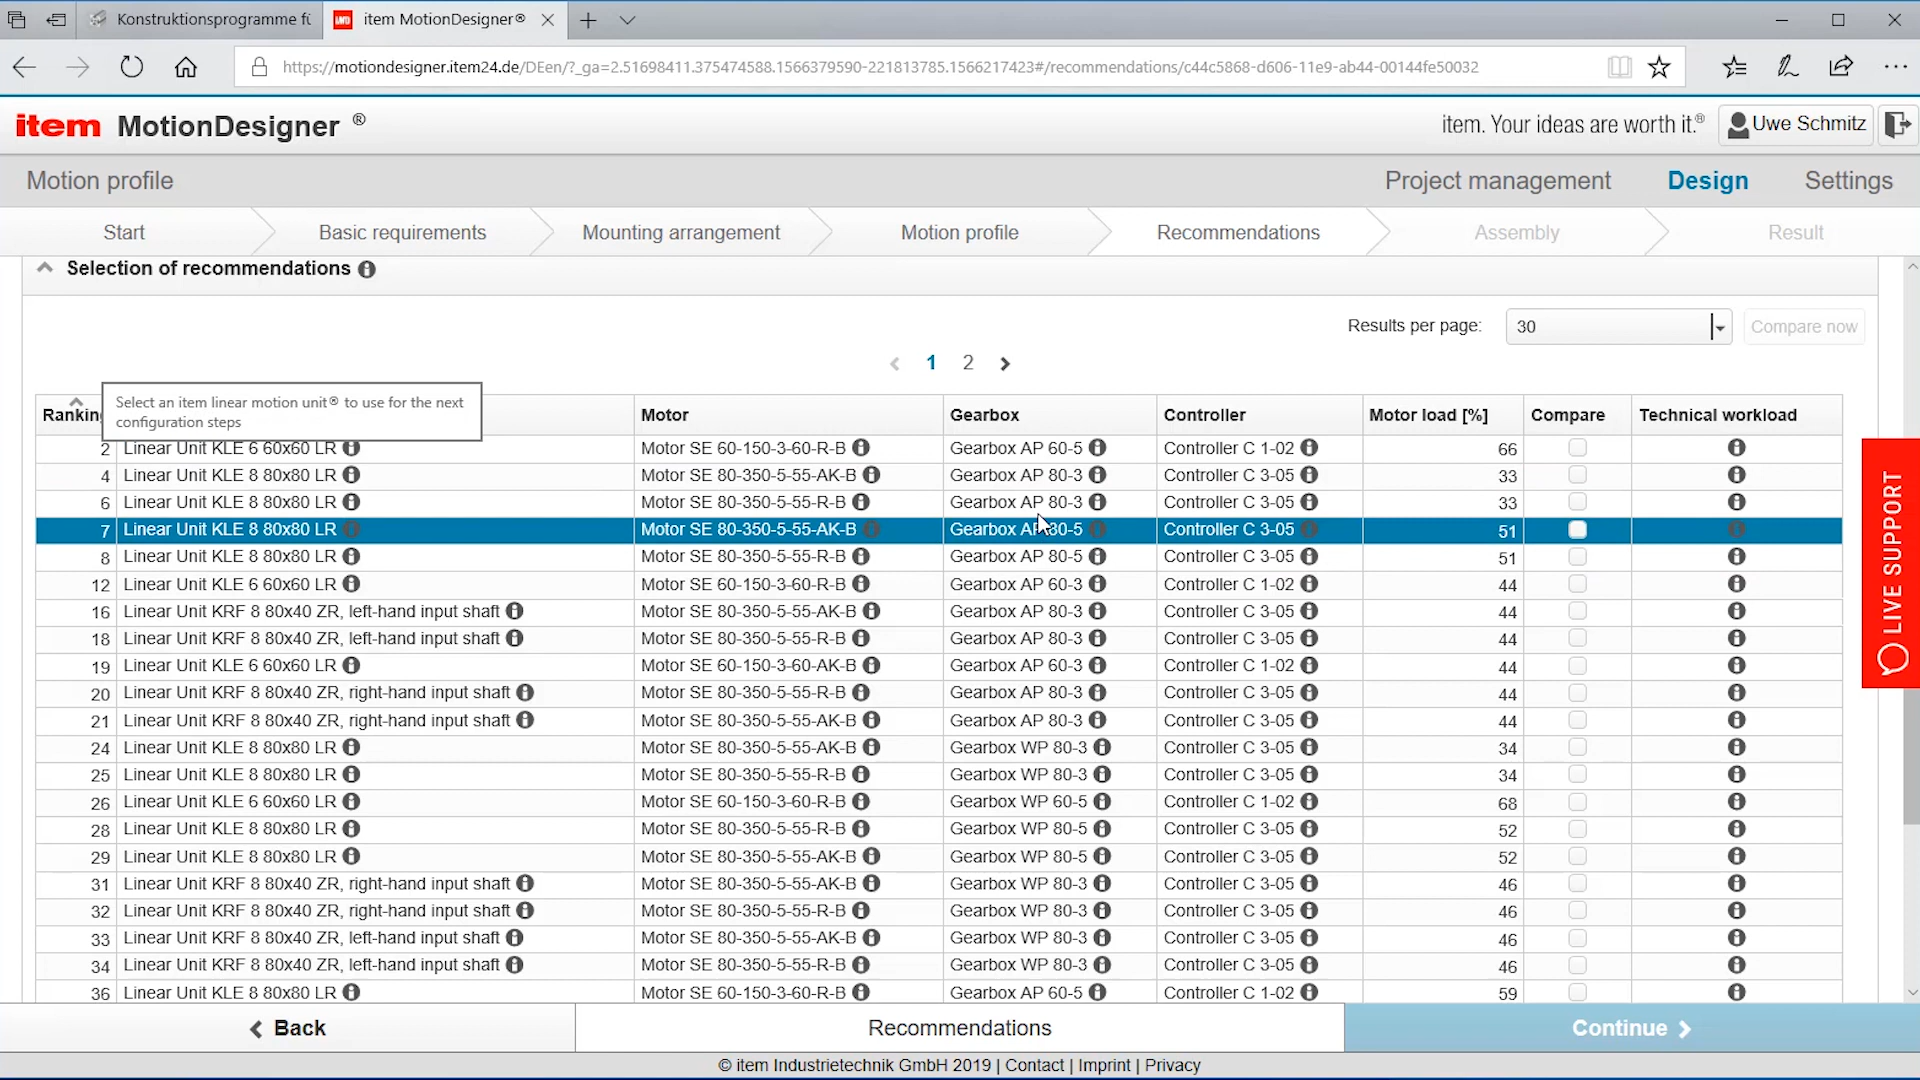 Konstruktionsprogramme fü
item MotionDesigner®
https://motiondesigner.item24.de/DEen/?_ga=2.51698411.375474588.1566379590-221813785.1566217423#/recommendations/c44c5868-d606-11e9-ab44-00144fe50032
item MotionDesigner ®
item. Your ideas are worth it.®
Uwe Schmitz
Motion profile
Project management Design Settings
Start Basic requirements Mounting arrangement Motion profile Recommendations Assembly Result
Selection of recommendations
Results per page: 30 Compare now
1 2
Select an item linear motion unit® to use for the next
configuration steps
Ranking Motor Gearbox Controller Motor load [%] Compare Technical workload
2 Linear Unit KLE 6 60x60 LR Motor SE 60-150-3-60-R-B Gearbox AP 60-5 Controller C 1-02 66
4 Linear Unit KLE 8 80x80 LR Motor SE 80-350-5-55-AK-B Gearbox AP 80-3 Controller C 3-05 33
6 Linear Unit KLE 8 80x80 LR Motor SE 80-350-5-55-R-B Gearbox AP 80-3 Controller C 3-05 33
7 Linear Unit KLE 8 80x80 LR Motor SE 80-350-5-55-AK-B Gearbox AP 80-5 Controller C 3-05 51
8 Linear Unit KLE 8 80x80 LR Motor SE 80-350-5-55-R-B Gearbox AP 80-5 Controller C 3-05 51
12 Linear Unit KLE 6 60x60 LR Motor SE 60-150-3-60-R-B Gearbox AP 60-3 Controller C 1-02 44
16 Linear Unit KRF 8 80x40 ZR, left-hand input shaft Motor SE 80-350-5-55-AK-B Gearbox AP 80-3 Controller C 3-05 44
18 Linear Unit KRF 8 80x40 ZR, left-hand input shaft Motor SE 80-350-5-55-R-B Gearbox AP 80-3 Controller C 3-05 44
19 Linear Unit KLE 6 60x60 LR Motor SE 60-150-3-60-AK-B Gearbox AP 60-3 Controller C 1-02 44
20 Linear Unit KRF 8 80x40 ZR, right-hand input shaft Motor SE 80-350-5-55-R-B Gearbox AP 80-3 Controller C 3-05 44
21 Linear Unit KRF 8 80x40 ZR, right-hand input shaft Motor SE 80-350-5-55-AK-B Gearbox AP 80-3 Controller C 3-05 44
24 Linear Unit KLE 8 80x80 LR Motor SE 80-350-5-55-AK-B Gearbox WP 80-3 Controller C 3-05 34
25 Linear Unit KLE 8 80x80 LR Motor SE 80-350-5-55-R-B Gearbox WP 80-3 Controller C 3-05 34
26 Linear Unit KLE 6 60x60 LR Motor SE 60-150-3-60-R-B Gearbox WP 60-5 Controller C 1-02 68
28 Linear Unit KLE 8 80x80 LR Motor SE 80-350-5-55-R-B Gearbox WP 80-5 Controller C 3-05 52
29 Linear Unit KLE 8 80x80 LR Motor SE 80-350-5-55-AK-B Gearbox WP 80-5 Controller C 3-05 52
31 Linear Unit KRF 8 80x40 ZR, right-hand input shaft Motor SE 80-350-5-55-AK-B Gearbox WP 80-3 Controller C 3-05 46
32 Linear Unit KRF 8 80x40 ZR, right-hand input shaft Motor SE 80-350-5-55-R-B Gearbox WP 80-3 Controller C 3-05 46
33 Linear Unit KRF 8 80x40 ZR, left-hand input shaft Motor SE 80-350-5-55-AK-B Gearbox WP 80-3 Controller C 3-05 46
34 Linear Unit KRF 8 80x40 ZR, left-hand input shaft Motor SE 80-350-5-55-R-B Gearbox WP 80-3 Controller C 3-05 46
36 Linear Unit KLE 8 80x80 LR Motor SE 60-150-3-60-R-B Gearbox AP 60-5 Controller C 1-02 59
LIVE SUPPORT
Back Recommendations Continue
© item Industrietechnik GmbH 2019 | Contact | Imprint | Privacy